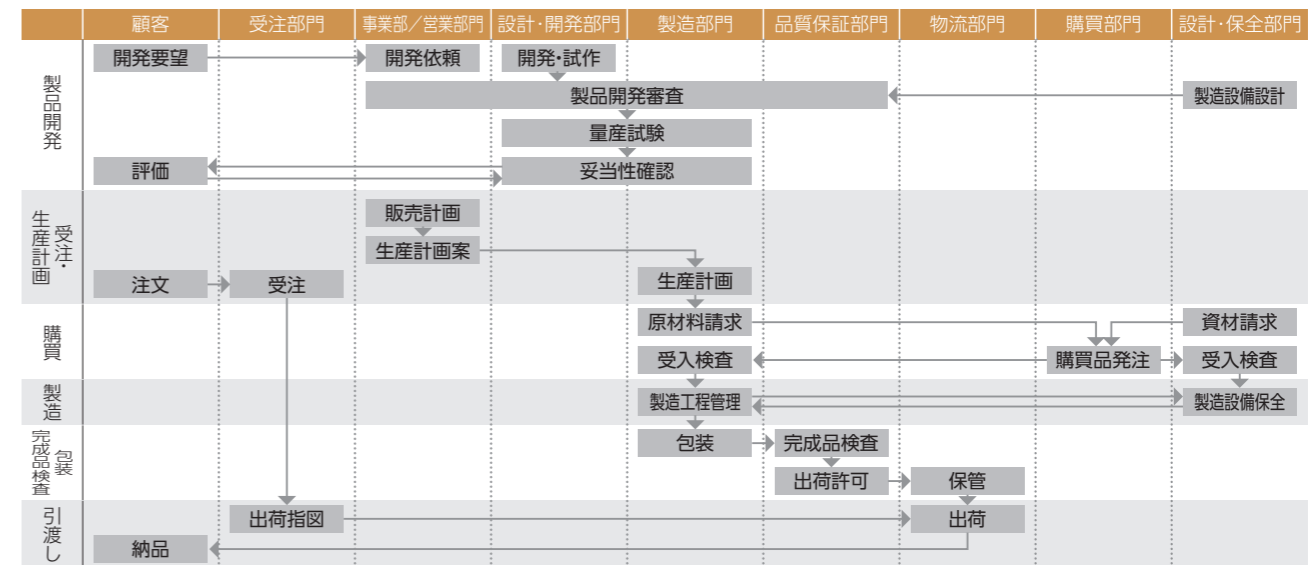 顧客
受注部門
事業部／営業部門
設計・開発部門
製造部門
品質保証部門
物流部門
購買部門
設計・保全部門
製品開発
開発要望
開発依頼
開発・試作
製品開発審査
製造設備設計
量産試験
評価
妥当性確認
受注・
生産計画
販売計画
生産計画案
注文
受注
生産計画
購買
原材料請求
資材請求
受入検査
購買品発注
受入検査
製造
製造工程管理
製造設備保全
包装
完成品検査
包装
完成品検査
出荷許可
保管
引渡し
出荷指図
出荷
納品